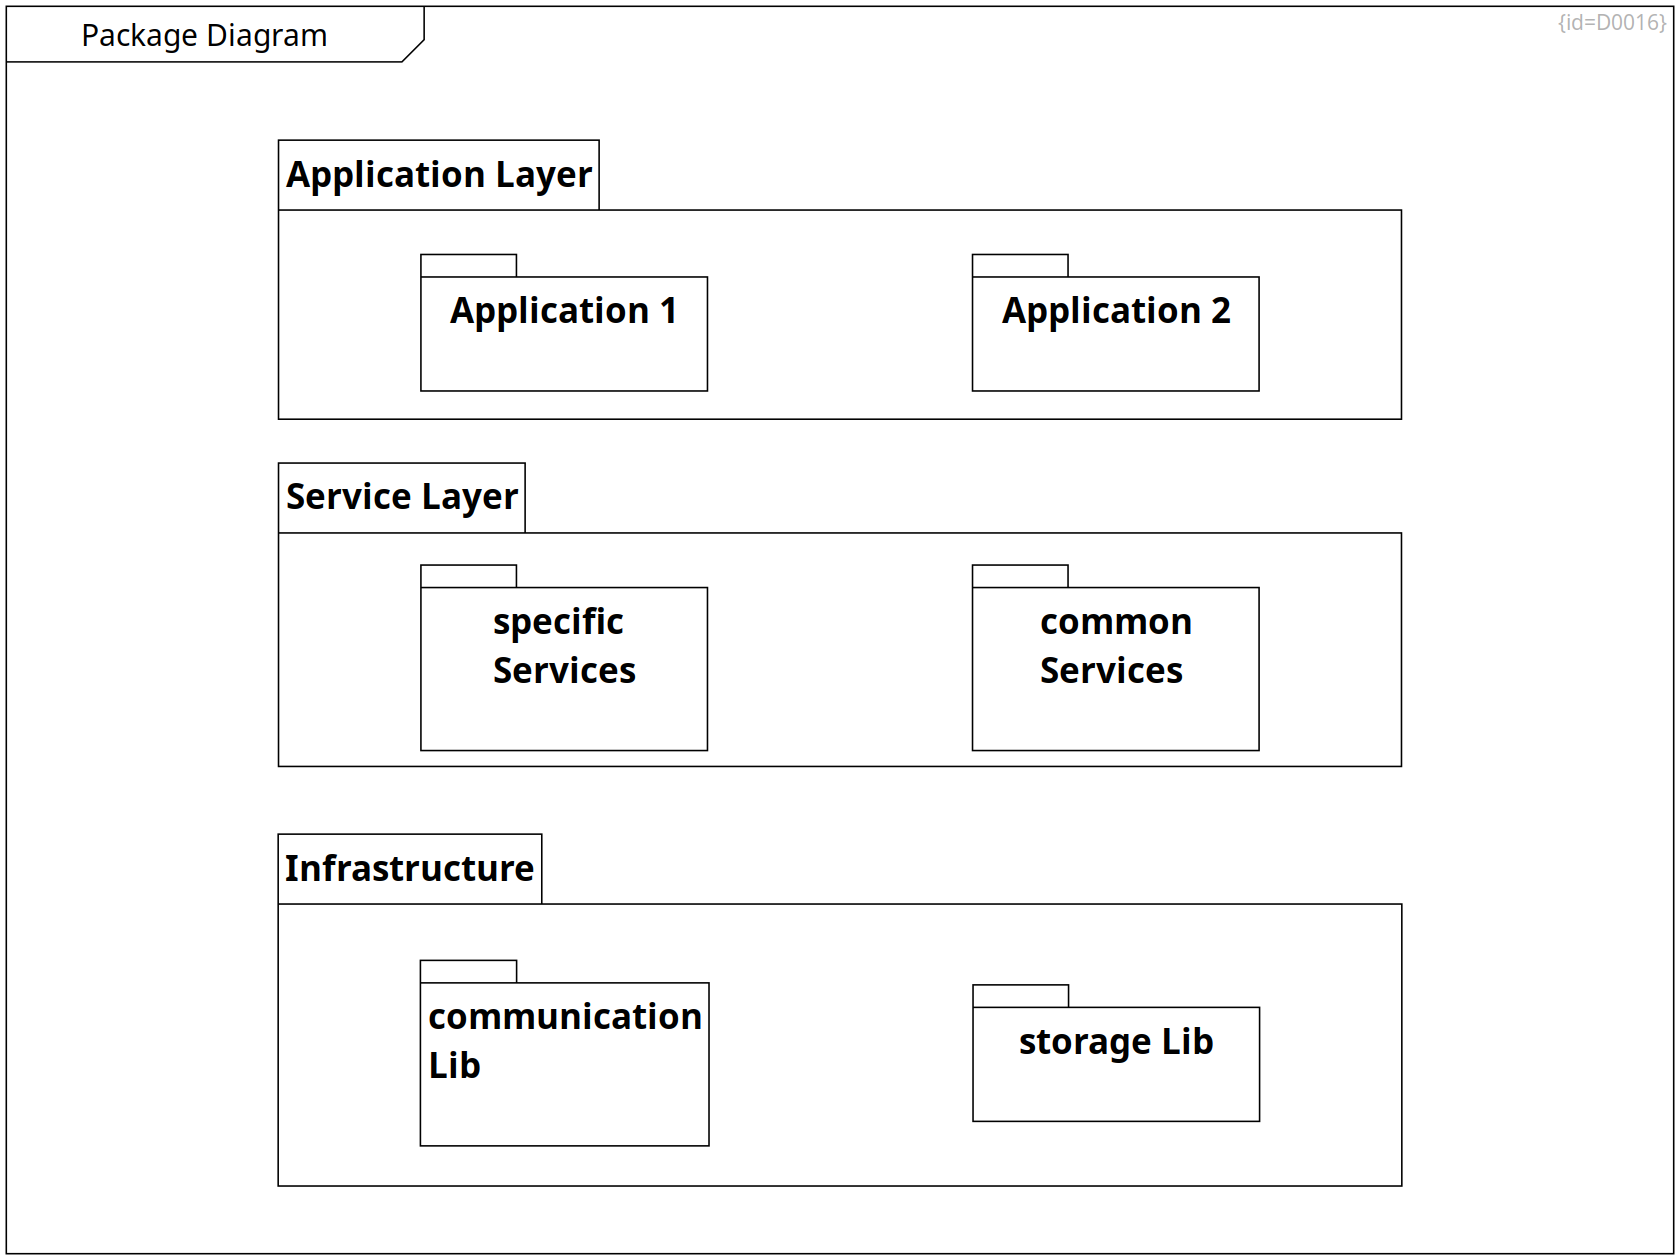 Package Diagram
{id=D0016}
Application Layer
Application 1
Application 2
Service Layer
specific
Services
common
Services
Infrastructure
communication
Lib
storage Lib